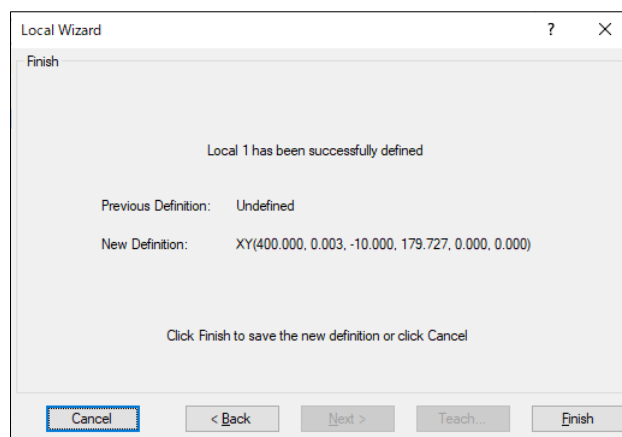 Local Wizard ? ×
Finish
Local 1 has been successfully defined
Previous Definition: Undefined
New Definition: XY(400.000, 0.003, -10.000, 179.727, 0.000, 0.000)
Click Finish to save the new definition or click Cancel
Cancel < Back Next > Teach... Finish